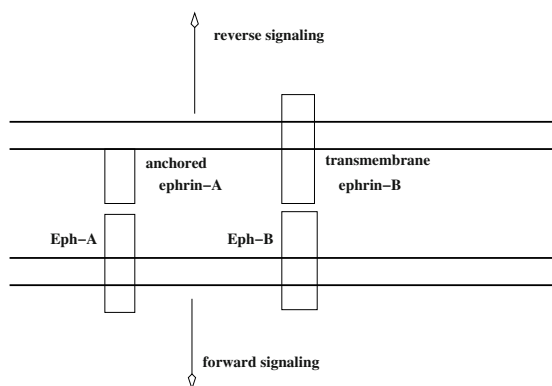 reverse signaling
anchored
ephrin−A
transmembrane
ephrin−B
Eph−A
Eph−B
forward signaling